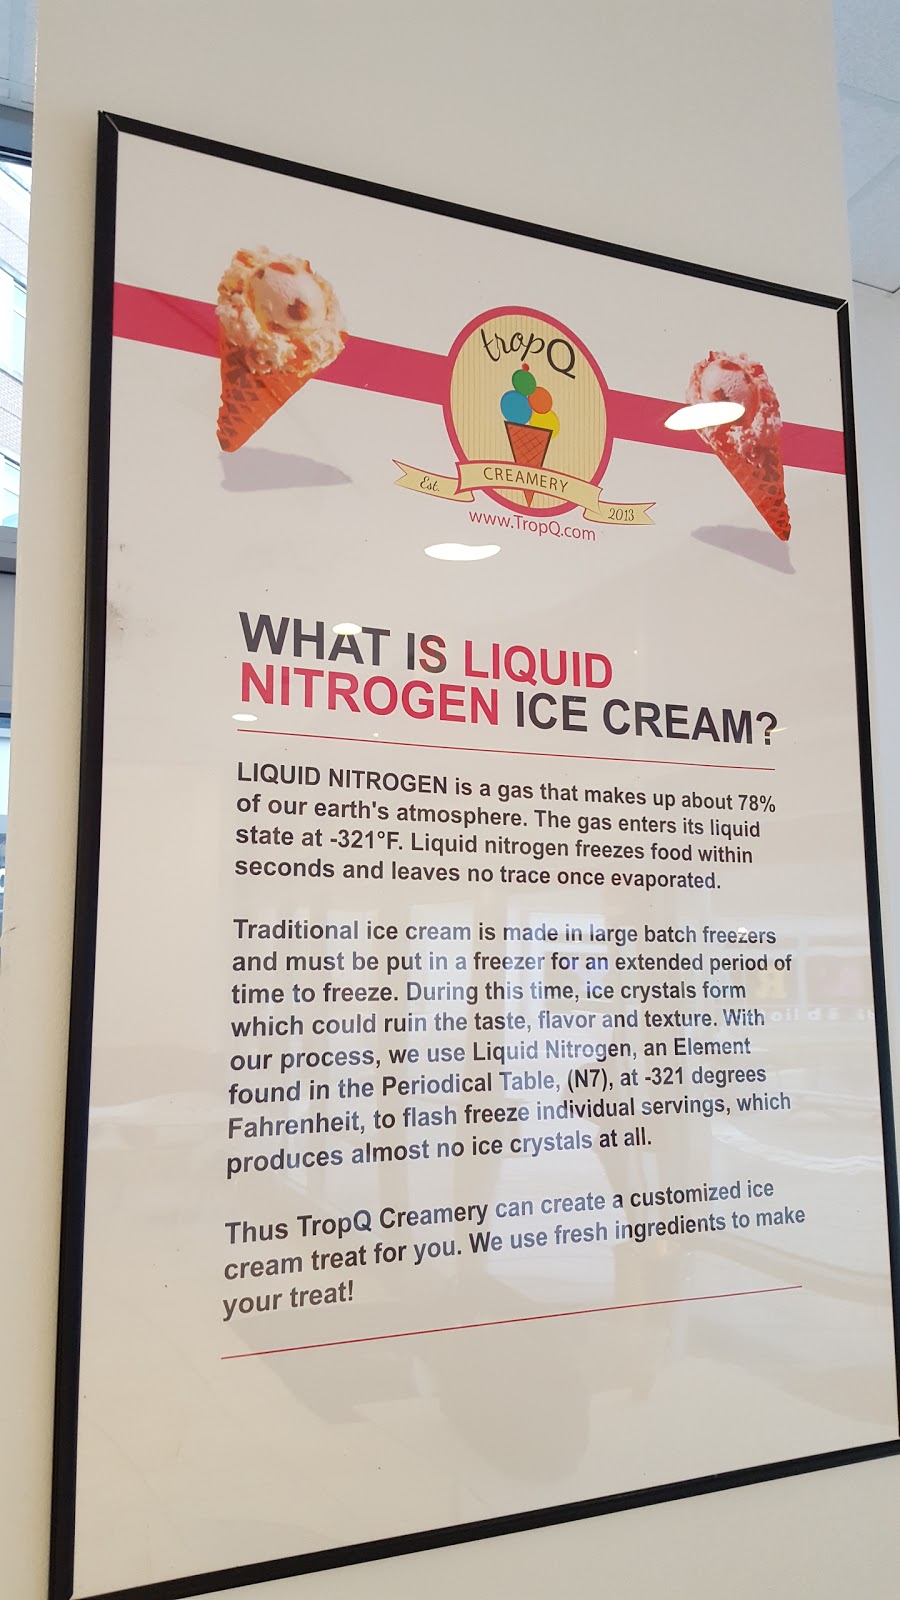 tropQ
CREAMERY
Est.
2013
www.TropQ.com
WHAT IS LIQUID
NITROGEN ICE CREAM?
LIQUID NITROGEN is a gas that makes up about 78%
of our earth's atmosphere. The gas enters its liquid
state at -321°F. Liquid nitrogen freezes food within
seconds and leaves no trace once evaporated.
Traditional ice cream is made in large batch freezers
and must be put in a freezer for an extended period of
time to freeze. During this time, ice crystals form
which could ruin the taste, flavor and texture. With
our process, we use Liquid Nitrogen, an Element
found in the Periodical Table, (N7), at -321 degrees
Fahrenheit, to flash freeze individual servings, which
produces almost no ice crystals at all.
Thus TropQ Creamery can create a customized ice
cream treat for you. We use fresh ingredients to make
your treat!